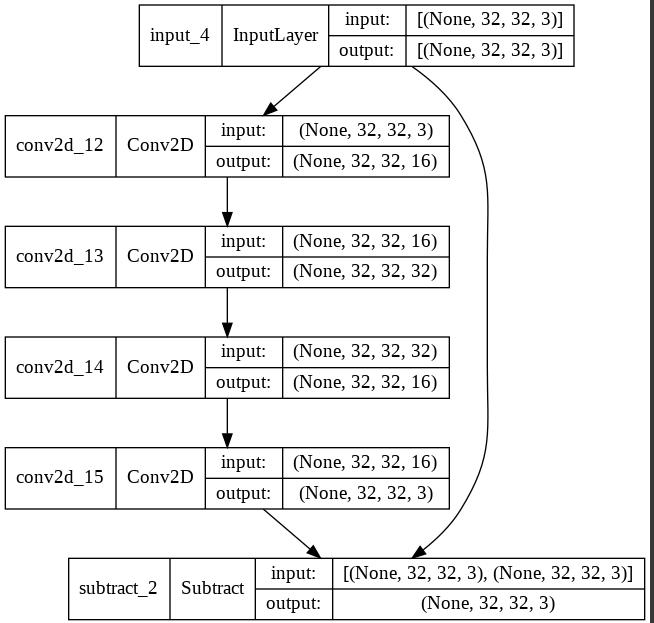 input_4 InputLayer input: [(None, 32, 32, 3)]
output: [(None, 32, 32, 3)]
conv2d_12 Conv2D input: (None, 32, 32, 3)
output: (None, 32, 32, 16)
conv2d_13 Conv2D input: (None, 32, 32, 16)
output: (None, 32, 32, 32)
conv2d_14 Conv2D input: (None, 32, 32, 32)
output: (None, 32, 32, 16)
conv2d_15 Conv2D input: (None, 32, 32, 16)
output: (None, 32, 32, 3)
subtract_2 Subtract input: [(None, 32, 32, 3), (None, 32, 32, 3)]
output: (None, 32, 32, 3)